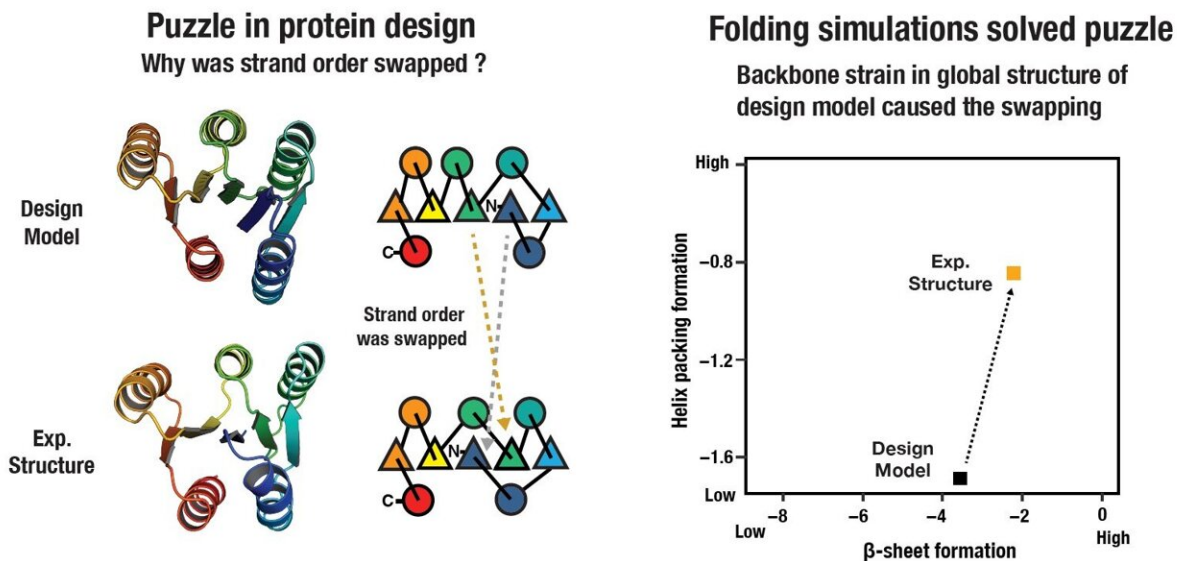 Puzzle in protein design
Why was strand order swapped ?
Design
Model
N
C
Strand order
was swapped
Exp.
Structure
N
C
Folding simulations solved puzzle
Backbone strain in global structure of
design model caused the swapping
Helix packing formation
High
−0.8
−1.2
−1.6
Low
Exp.
Structure
Design
Model
−8
−6
−4
−2
0
Low
High
β-sheet formation